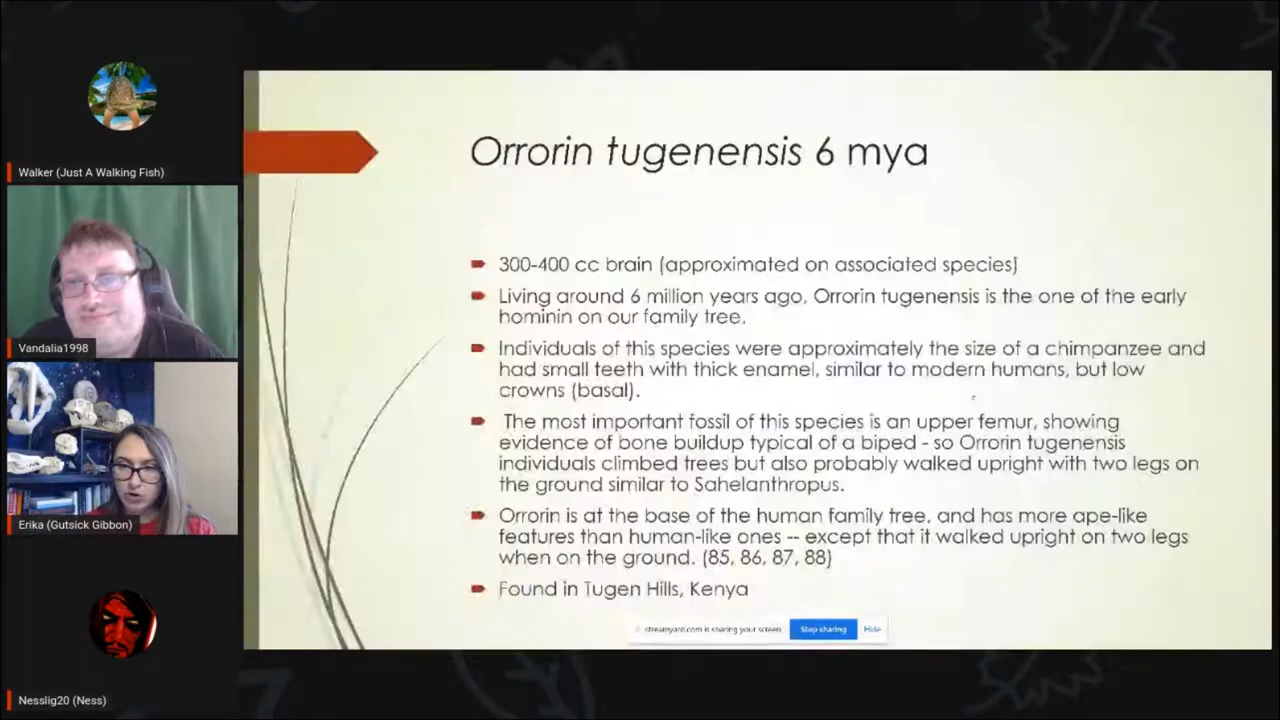 Walker (Just A Walking Fish)
Vandalia1998
Erika (Gutsick Gibbon)
Nesslig20 (Ness)
Orrorin tugenensis 6 mya
300-400 cc brain (approximated on associated species)
Living around 6 million years ago, Orrorin tugenensis is the one of the early
hominin on our family tree.
Individuals of this species were approximately the size of a chimpanzee and
had small teeth with thick enamel, similar to modern humans, but low
crowns (basal).
The most important fossil of this species is an upper femur, showing
evidence of bone buildup typical of a biped - so Orrorin tugenensis
individuals climbed trees but also probably walked upright with two legs on
the ground similar to Sahelanthropus.
Orrorin is at the base of the human family tree, and has more ape-like
features than human-like ones -- except that it walked upright on two legs
when on the ground. (85, 86, 87, 88)
Found in Tugen Hills, Kenya
streamyard.com is sharing your screen. Stop sharing Hide